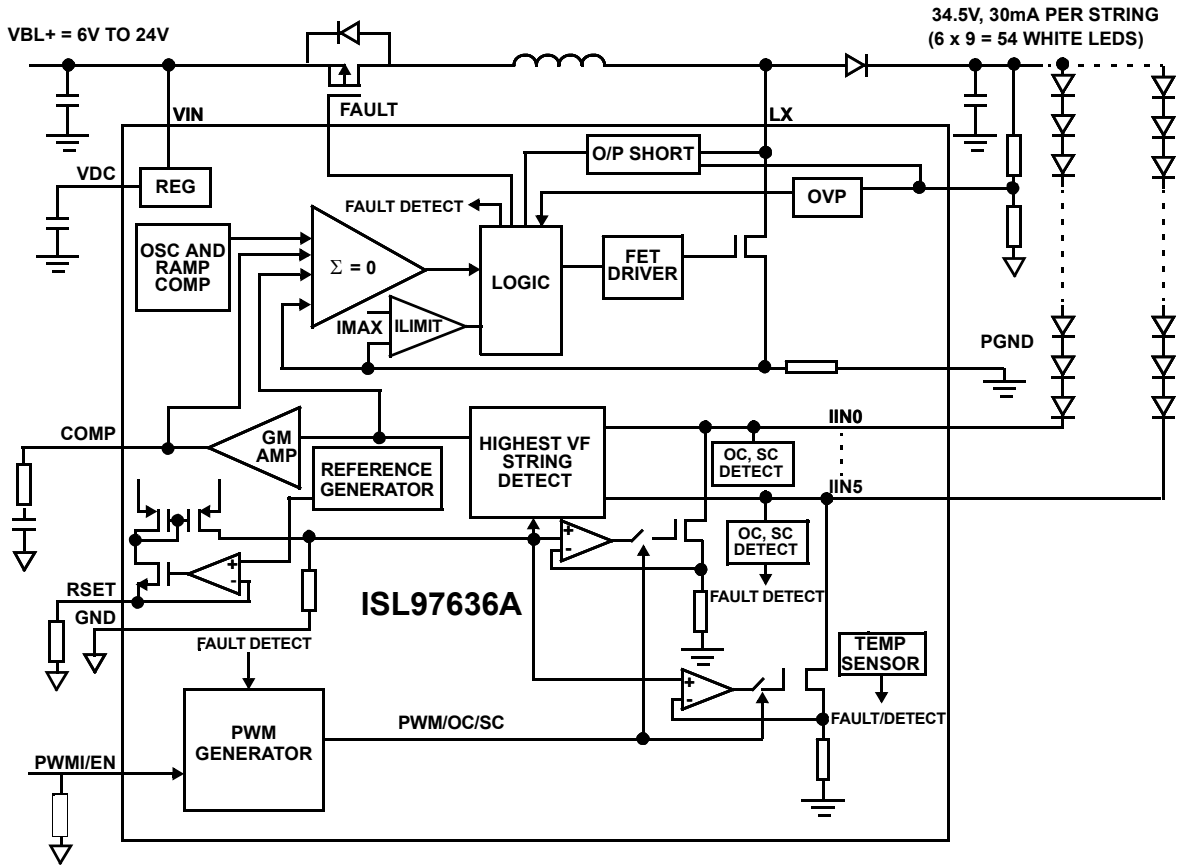 34.5V, 30mA PER STRING
(6 x 9 = 54 WHITE LEDS)
VBL+ = 6V TO 24V
FAULT
VIN
LX
O/P SHORT
VDC
REG
OVP
FAULT DETECT
OSC AND
RAMP
COMP
Σ = 0
LOGIC
FET
DRIVER
IMAX
ILIMIT
PGND
COMP
GM
AMP
HIGHEST VF
STRING
DETECT
IIN0
OC, SC
DETECT
REFERENCE
GENERATOR
IIN5
+
-
OC, SC
DETECT
+
-
RSET
FAULT DETECT
GND
ISL97636A
FAULT DETECT
TEMP
SENSOR
+
-
FAULT/DETECT
PWM/OC/SC
PWM
GENERATOR
PWMI/EN